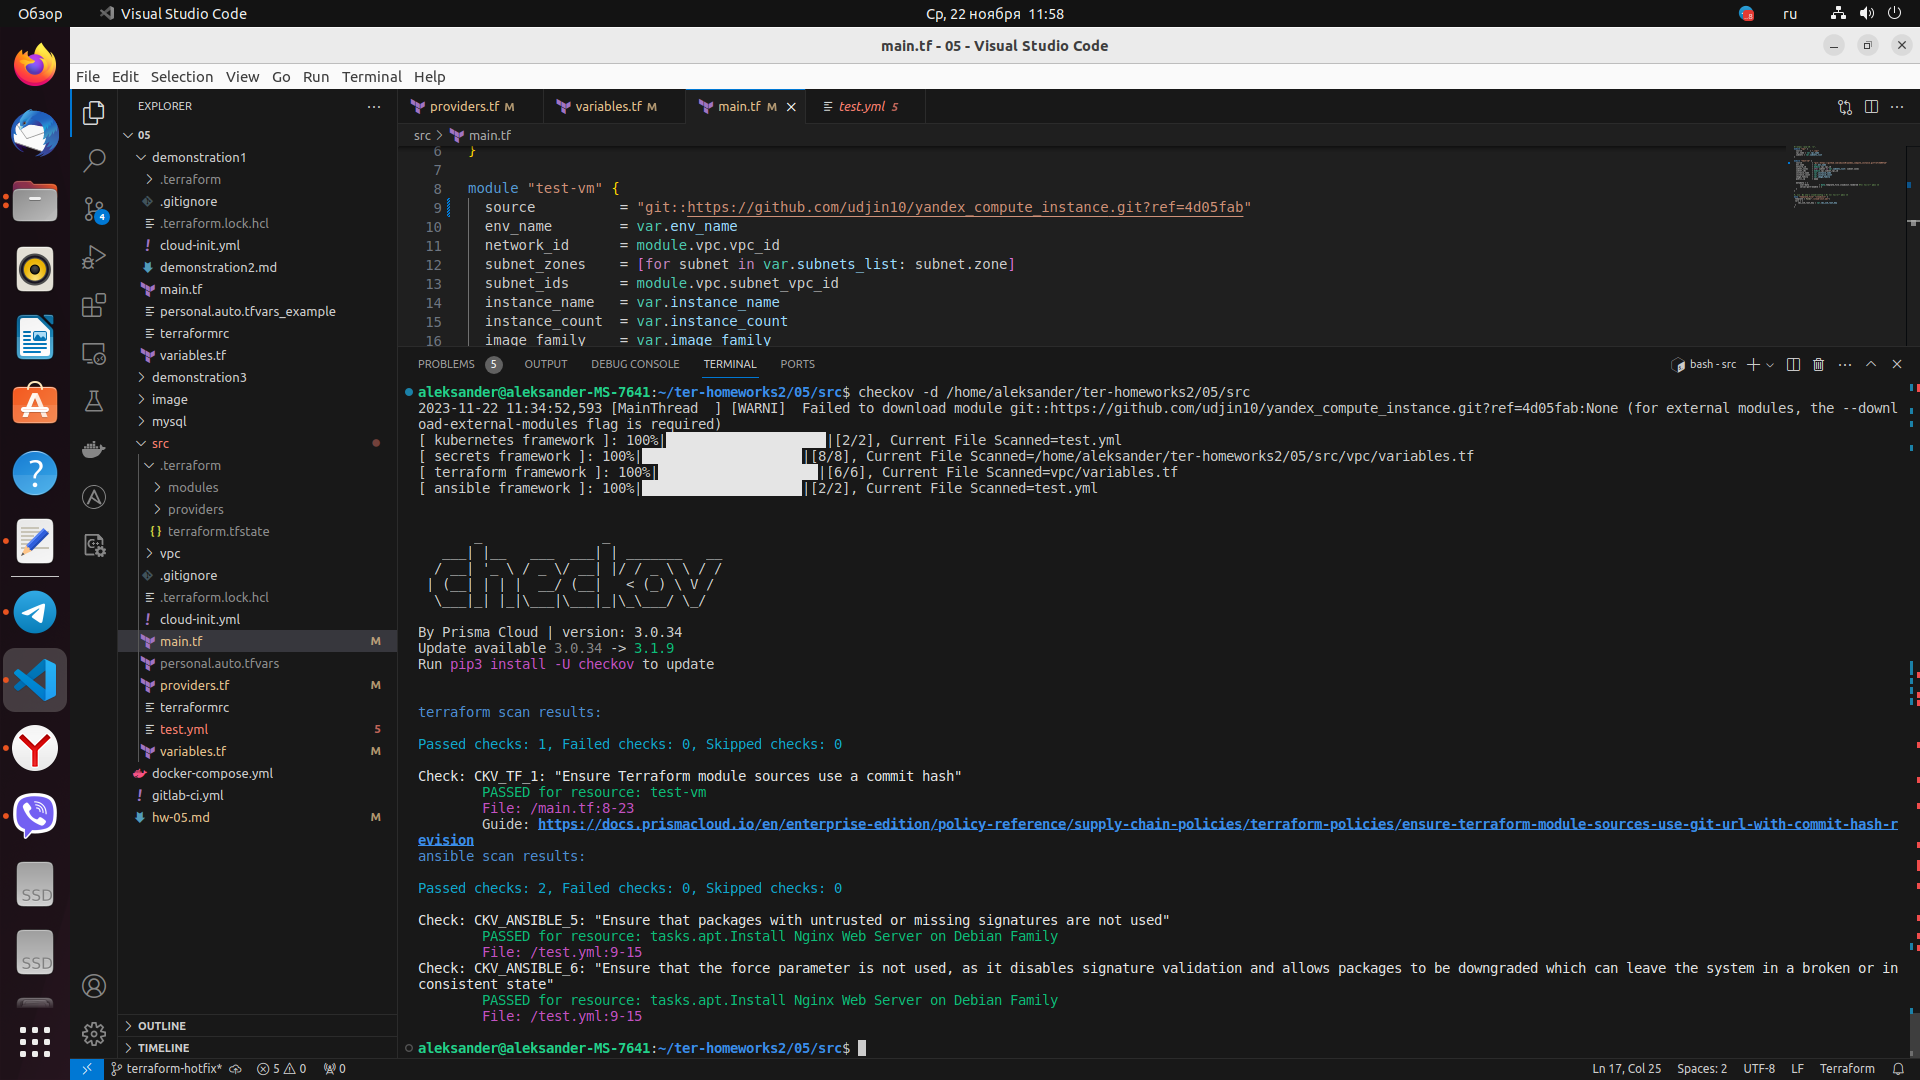 Обзор
Visual Studio Code
Ср, 22 ноября 11:58
ru
main.tf - 05 - Visual Studio Code
File Edit Selection View Go Run Terminal Help
EXPLORER
05
demonstration1
.terraform
.gitignore
.terraform.lock.hcl
cloud-init.yml
demonstration2.md
main.tf
personal.auto.tfvars_example
terraformrc
variables.tf
demonstration3
image
mysql
src
.terraform
modules
providers
terraform.tfstate
vpc
.gitignore
.terraform.lock.hcl
cloud-init.yml
main.tf M
personal.auto.tfvars
providers.tf M
terraformrc
test.yml 5
variables.tf M
docker-compose.yml
gitlab-ci.yml
hw-05.md M
OUTLINE
TIMELINE
4
SSD
SSD
providers.tf M
variables.tf M
main.tf M
test.yml 5
src > main.tf
6 }
7
8 module "test-vm" {
9 source = "git::https://github.com/udjin10/yandex_compute_instance.git?ref=4d05fab"
10 env_name = var.env_name
11 network_id = module.vpc.vpc_id
12 subnet_zones = [for subnet in var.subnets_list: subnet.zone]
13 subnet_ids = module.vpc.subnet_vpc_id
14 instance_name = var.instance_name
15 instance_count = var.instance_count
16 image_family = var.image_family
PROBLEMS 5 OUTPUT DEBUG CONSOLE TERMINAL PORTS
bash - src
aleksander@aleksander-MS-7641:~/ter-homeworks2/05/src$ checkov -d /home/aleksander/ter-homeworks2/05/src
2023-11-22 11:34:52,593 [MainThread  ] [WARNI]  Failed to download module git::https://github.com/udjin10/yandex_compute_instance.git?ref=4d05fab:None (for external modules, the --downl
oad-external-modules flag is required)
[ kubernetes framework ]: 100%|████████████████████|[2/2], Current File Scanned=test.yml
[ secrets framework ]: 100%|████████████████████|[8/8], Current File Scanned=/home/aleksander/ter-homeworks2/05/src/vpc/variables.tf
[ terraform framework ]: 100%|████████████████████|[6/6], Current File Scanned=vpc/variables.tf
[ ansible framework ]: 100%|████████████████████|[2/2], Current File Scanned=test.yml
checkov
By Prisma Cloud | version: 3.0.34
Update available 3.0.34 -> 3.1.9
Run pip3 install -U checkov to update
terraform scan results:
Passed checks: 1, Failed checks: 0, Skipped checks: 0
Check: CKV_TF_1: "Ensure Terraform module sources use a commit hash"
PASSED for resource: test-vm
File: /main.tf:8-23
Guide: https://docs.prismacloud.io/en/enterprise-edition/policy-reference/supply-chain-policies/terraform-policies/ensure-terraform-module-sources-use-git-url-with-commit-hash-r
evision
ansible scan results:
Passed checks: 2, Failed checks: 0, Skipped checks: 0
Check: CKV_ANSIBLE_5: "Ensure that packages with untrusted or missing signatures are not used"
PASSED for resource: tasks.apt.Install Nginx Web Server on Debian Family
File: /test.yml:9-15
Check: CKV_ANSIBLE_6: "Ensure that the force parameter is not used, as it disables signature validation and allows packages to be downgraded which can leave the system in a broken or in
consistent state"
PASSED for resource: tasks.apt.Install Nginx Web Server on Debian Family
File: /test.yml:9-15
aleksander@aleksander-MS-7641:~/ter-homeworks2/05/src$
terraform-hotfix* 5 0 0
Ln 17, Col 25 Spaces: 2 UTF-8 LF Terraform